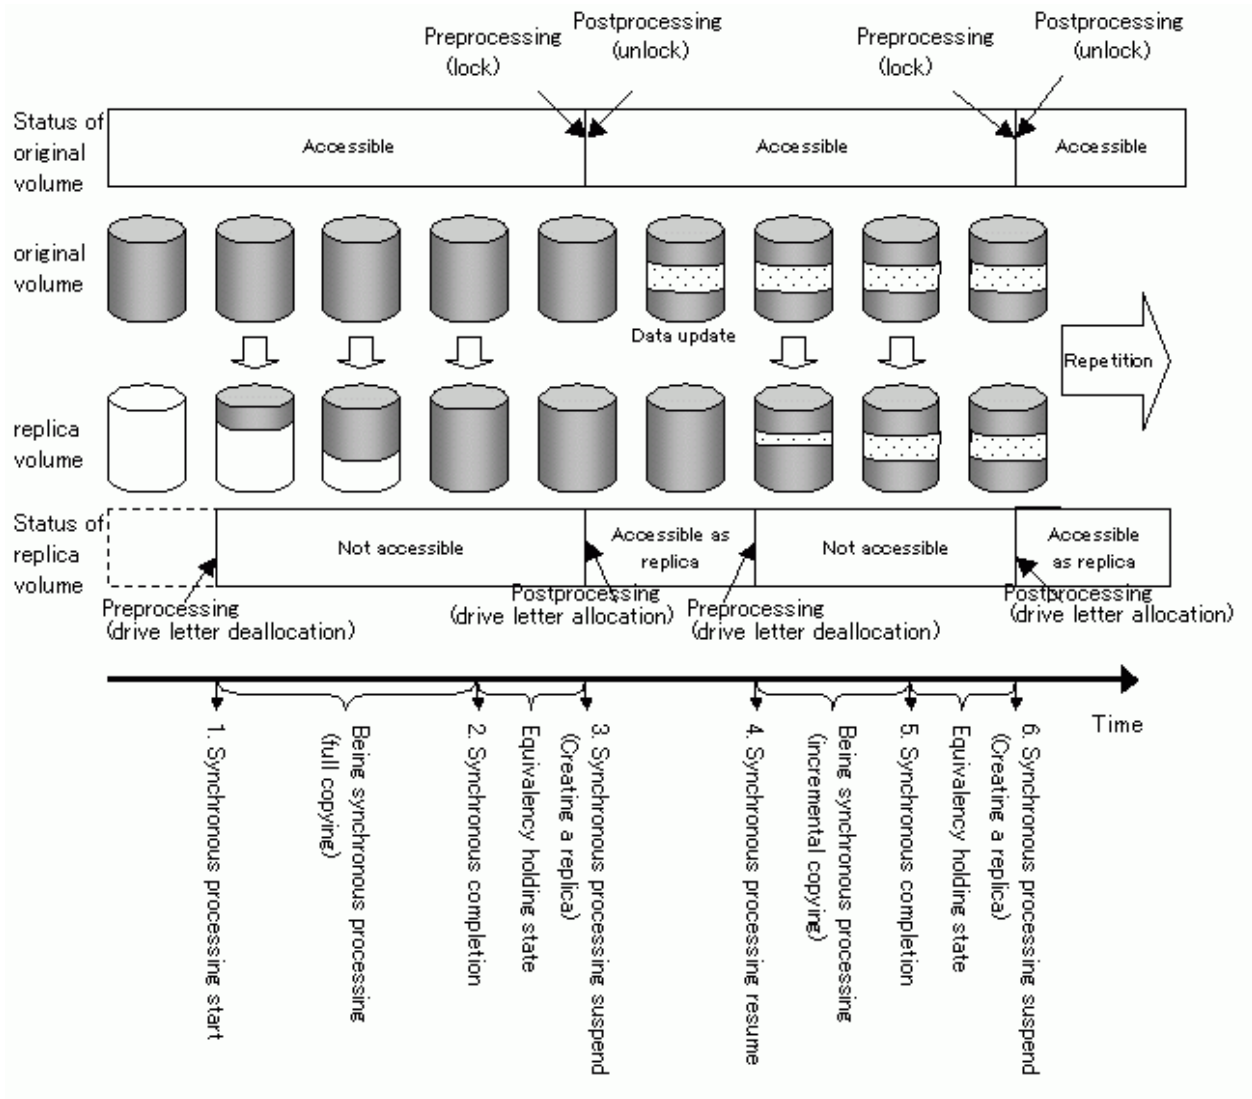 Preprocessing
(lock)
Postprocessing
(unlock)
Preprocessing
(lock)
Postprocessing
(unlock)
Status of
original
volume
Accessible
Accessible
Accessible
original
volume
Data update
Repetition
replica
volume
Status of
replica
volume
Not accessible
Accessible as
replica
Not accessible
Accessible
as replica
Preprocessing
(drive letter deallocation)
Postprocessing
(drive letter allocation)
Preprocessing
(drive letter deallocation)
Postprocessing
(drive letter allocation)
Time
1. Synchronous processing start
Being synchronous processing
(full copying)
2. Synchronous completion
Equivalency holding state
3. Synchronous processing suspend
(Creating a replica)
4. Synchronous processing resume
Being synchronous processing
(incremental copying)
5. Synchronous completion
Equivalency holding state
6. Synchronous processing suspend
(Creating a replica)